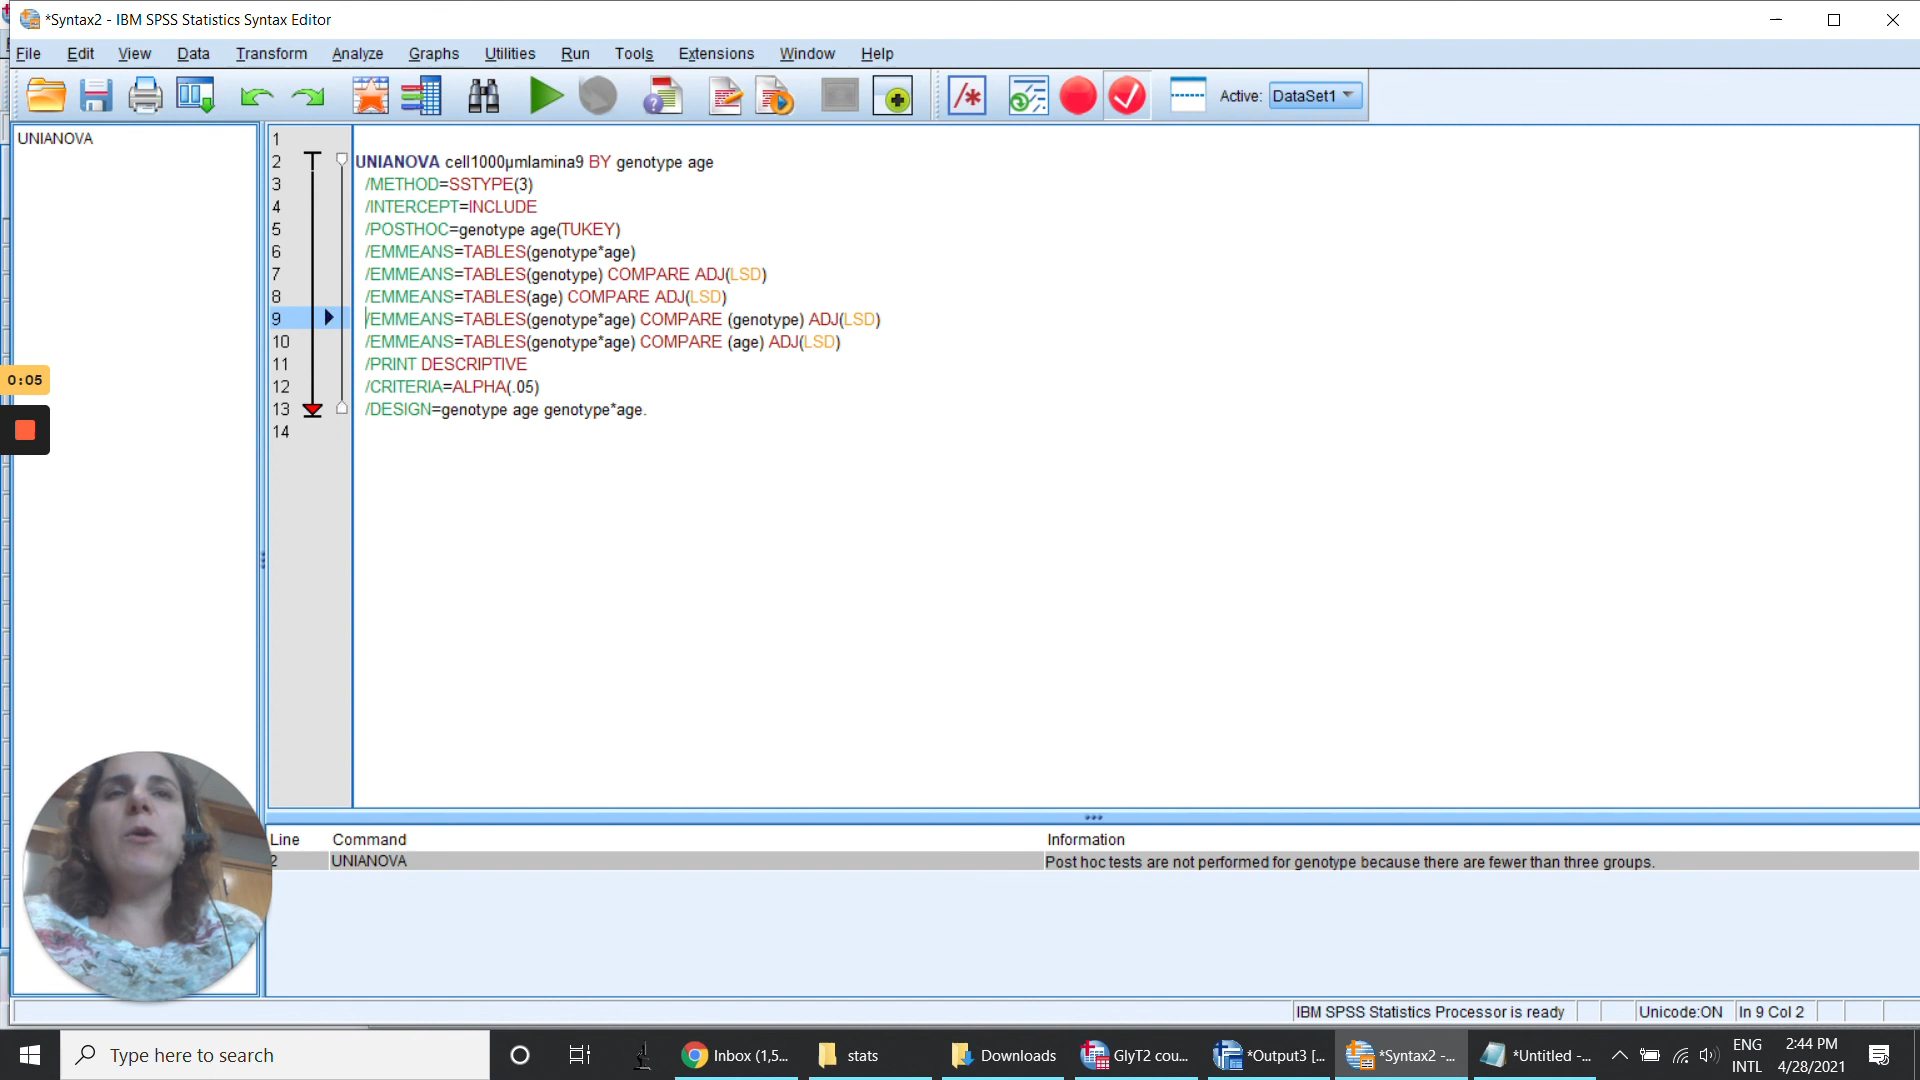 *Syntax2 - IBM SPSS Statistics Syntax Editor
File Edit View Data Transform Analyze Graphs Utilities Run Tools Extensions Window Help
Active: DataSet1
UNIANOVA
1
2 UNIANOVA cell1000µmlamina9 BY genotype age
3 /METHOD=SSTYPE(3)
4 /INTERCEPT=INCLUDE
5 /POSTHOC=genotype age(TUKEY)
6 /EMMEANS=TABLES(genotype*age)
7 /EMMEANS=TABLES(genotype) COMPARE ADJ(LSD)
8 /EMMEANS=TABLES(age) COMPARE ADJ(LSD)
9 /EMMEANS=TABLES(genotype*age) COMPARE (genotype) ADJ(LSD)
10 /EMMEANS=TABLES(genotype*age) COMPARE (age) ADJ(LSD)
11 /PRINT DESCRIPTIVE
12 /CRITERIA=ALPHA(.05)
13 /DESIGN=genotype age genotype*age.
14
0:05
Line Command Information
2 UNIANOVA Post hoc tests are not performed for genotype because there are fewer than three groups.
IBM SPSS Statistics Processor is ready Unicode:ON In 9 Col 2
Type here to search
Inbox (1,5... stats Downloads GlyT2 cou... *Output3 [... *Syntax2 -... *Untitled -...
ENG 2:44 PM
INTL 4/28/2021